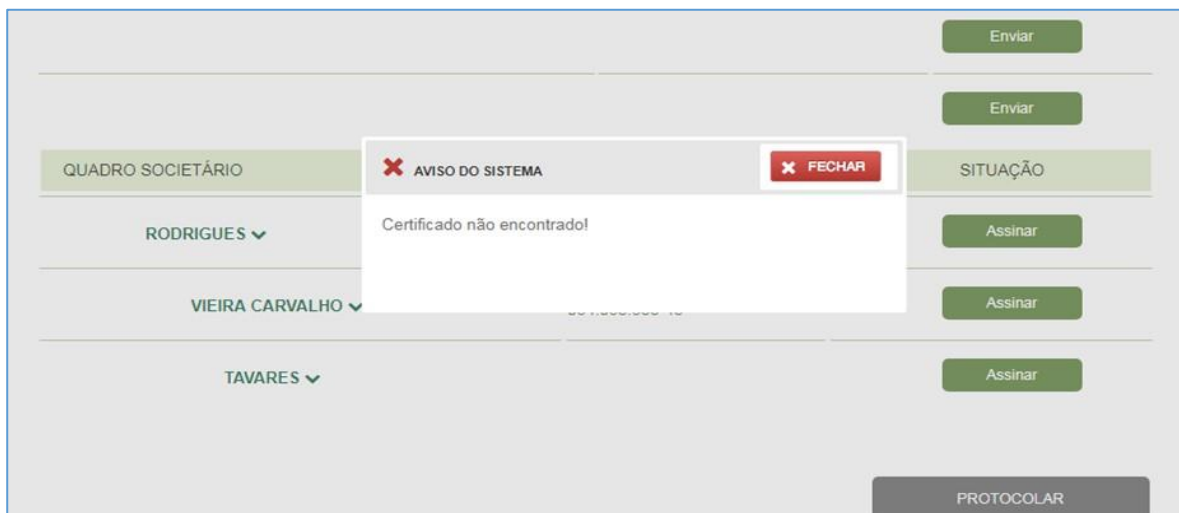 Enviar
Enviar
QUADRO SOCIETÁRIO
SITUAÇÃO
AVISO DO SISTEMA
FECHAR
Certificado não encontrado!
RODRIGUES
Assinar
VIEIRA CARVALHO
Assinar
TAVARES
Assinar
PROTOCOLAR